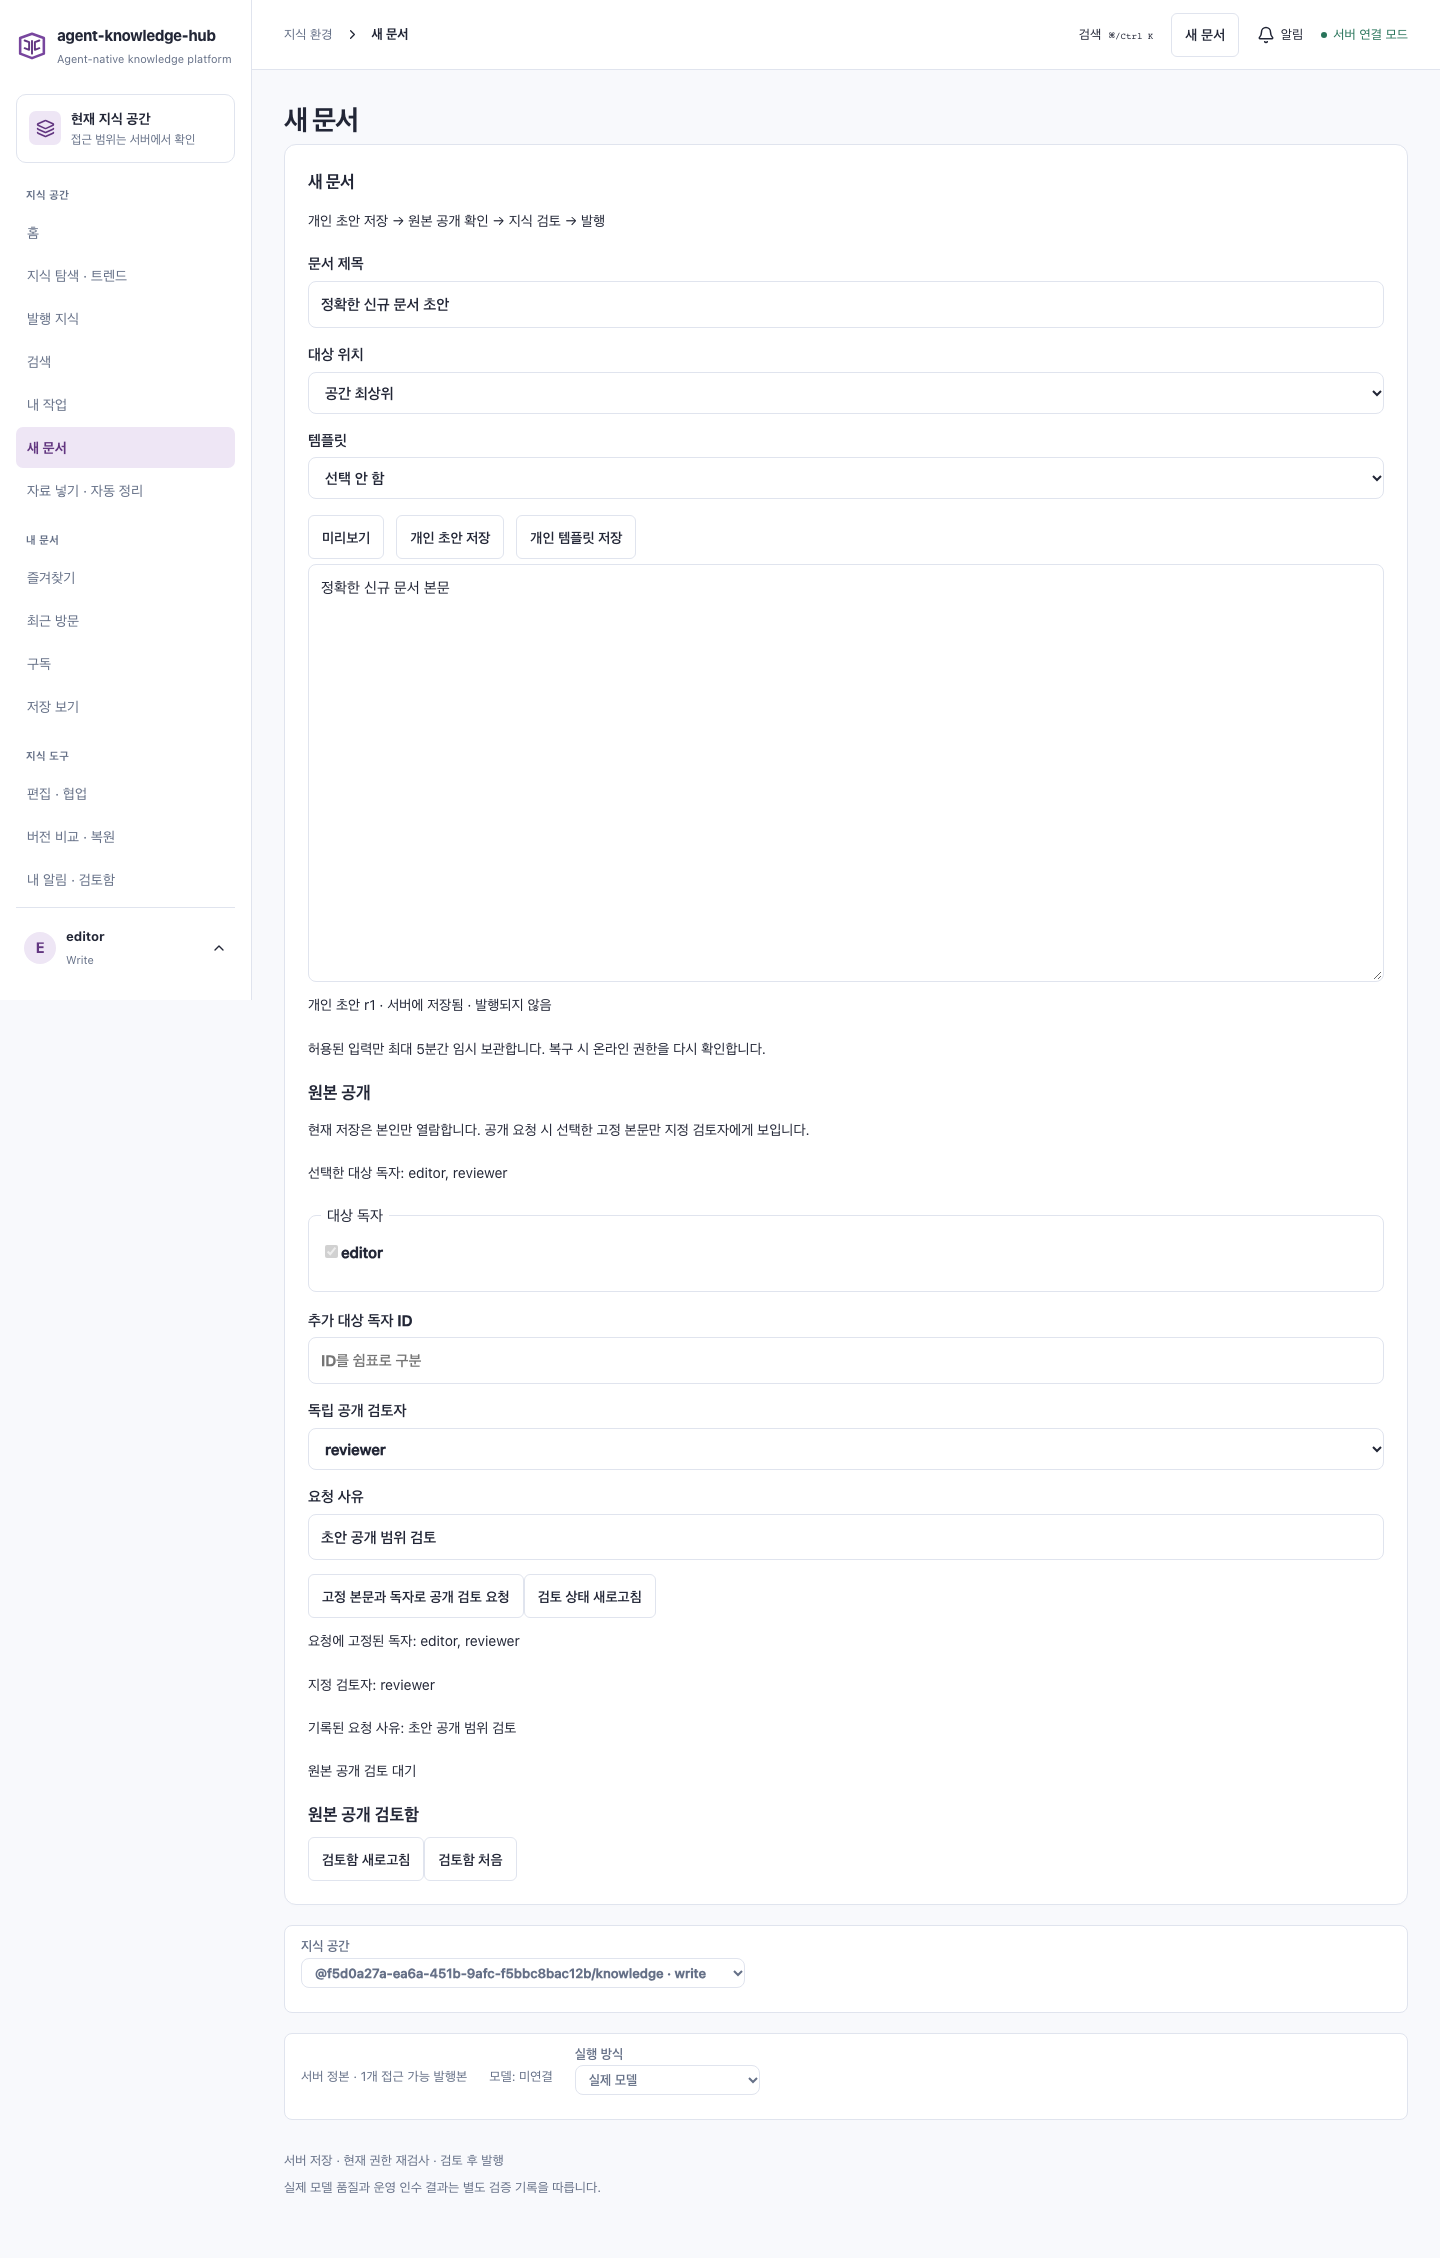 agent-knowledge-hub
Agent-native knowledge platform
현재 지식 공간
접근 범위는 서버에서 확인
지식 공간
홈
지식 탐색 · 트렌드
발행 지식
검색
내 작업
새 문서
자료 넣기 · 자동 정리
내 문서
즐겨찾기
최근 방문
구독
저장 보기
지식 도구
편집 · 협업
버전 비교 · 복원
내 알림 · 검토함
E
editor
Write
지식 환경 > 새 문서
검색 ⌘/Ctrl K
새 문서
알림
서버 연결 모드
새 문서
새 문서
개인 초안 저장 → 원본 공개 확인 → 지식 검토 → 발행
문서 제목
정확한 신규 문서 초안
대상 위치
공간 최상위
템플릿
선택 안 함
미리보기
개인 초안 저장
개인 템플릿 저장
정확한 신규 문서 본문
개인 초안 r1 · 서버에 저장됨 · 발행되지 않음
허용된 입력만 최대 5분간 임시 보관합니다. 복구 시 온라인 권한을 다시 확인합니다.
원본 공개
현재 저장은 본인만 열람합니다. 공개 요청 시 선택한 고정 본문만 지정 검토자에게 보입니다.
선택한 대상 독자: editor, reviewer
대상 독자
editor
추가 대상 독자 ID
ID를 쉼표로 구분
독립 공개 검토자
reviewer
요청 사유
초안 공개 범위 검토
고정 본문과 독자로 공개 검토 요청
검토 상태 새로고침
요청에 고정된 독자: editor, reviewer
지정 검토자: reviewer
기록된 요청 사유: 초안 공개 범위 검토
원본 공개 검토 대기
원본 공개 검토함
검토함 새로고침
검토함 처음
지식 공간
@f5d0a27a-ea6a-451b-9afc-f5bbc8bac12b/knowledge · write
서버 정본 · 1개 접근 가능 발행본
모델: 미연결
실행 방식
실제 모델
서버 저장 · 현재 권한 재검사 · 검토 후 발행
실제 모델 품질과 운영 인수 결과는 별도 검증 기록을 따릅니다.